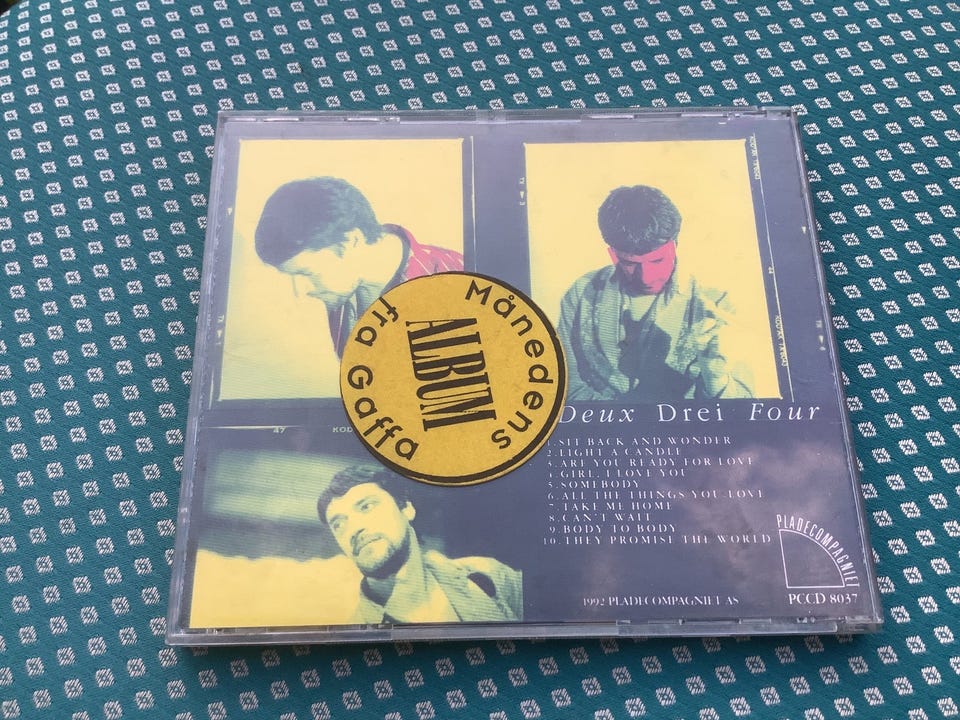 Månedens
ALBUM
fra Gaffa
Deux Drei Four
1. SIT BACK AND WONDER
2. LIGHT A CANDLE
3. ARE YOU READY FOR LOVE
4. GIRL, I LOVE YOU
5. SOMEBODY
6. ALL THE THINGS YOU LOVE
7. TAKE ME HOME
8. CAN'T WAIT
9. BODY TO BODY
10. THEY PROMISE THE WORLD
PLADECOMPAGNIET
1992 PLADECOMPAGNIET AS
PCCD 8037
47
KOD